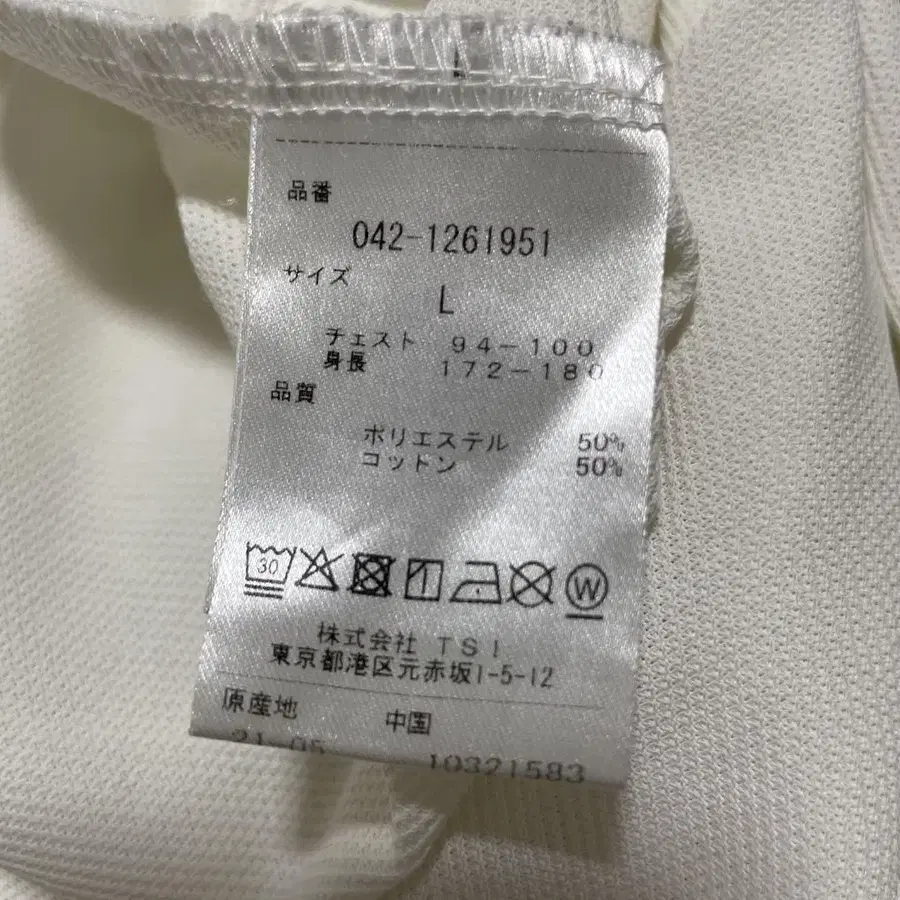 品番
042-1261951
サイズ
L
チェスト 94-100
身長 172-180
品質
ポリエステル 50%
コットン 50%
30
W
株式会社 TSI
東京都港区元赤坂1-5-12
原産地 中国
21-05 10321583